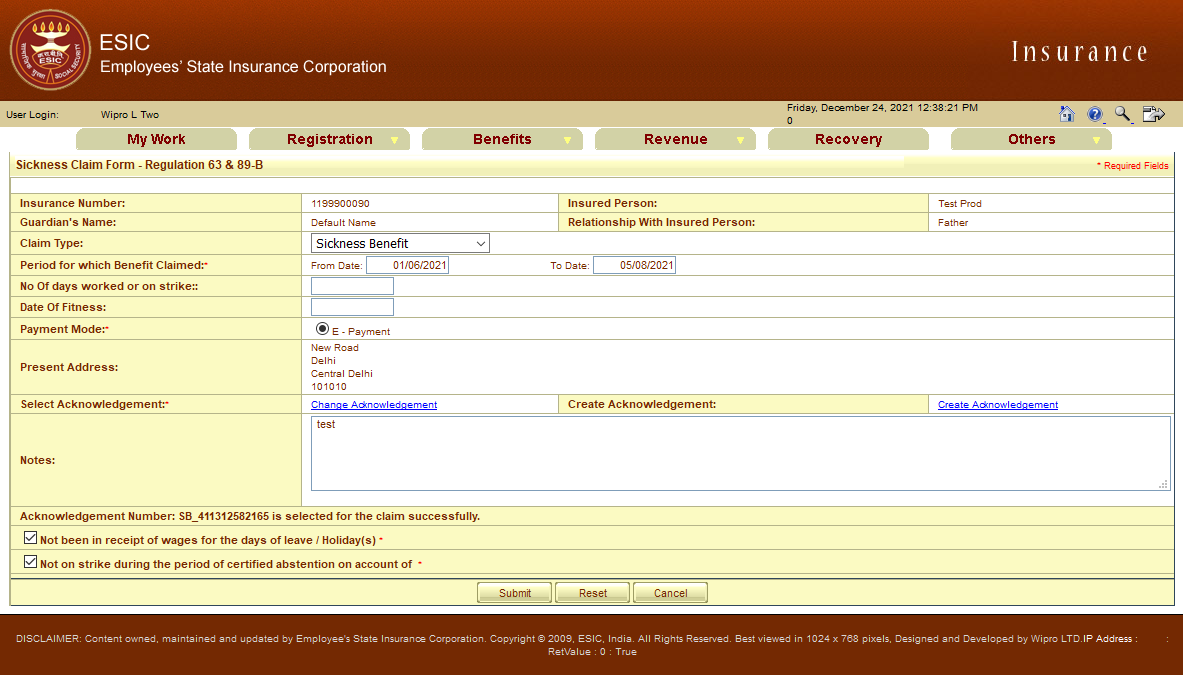 ESIC
Employees' State Insurance Corporation
Insurance
User Login: Wipro L Two Friday, December 24, 2021 12:38:21 PM
0
My Work Registration Benefits Revenue Recovery Others
Sickness Claim Form - Regulation 63 & 89-B * Required Fields
Insurance Number: 1199900090 Insured Person: Test Prod
Guardian's Name: Default Name Relationship With Insured Person: Father
Claim Type: Sickness Benefit
Period for which Benefit Claimed:* From Date: 01/06/2021 To Date: 05/08/2021
No Of days worked or on strike::
Date Of Fitness:
Payment Mode:* E - Payment
Present Address:
New Road
Delhi
Central Delhi
101010
Select Acknowledgement:* Change Acknowledgement Create Acknowledgement: Create Acknowledgement
Notes:
test
Acknowledgement Number: SB_411312582165 is selected for the claim successfully.
Not been in receipt of wages for the days of leave / Holiday(s) *
Not on strike during the period of certified abstention on account of *
Submit Reset Cancel
DISCLAIMER: Content owned, maintained and updated by Employee's State Insurance Corporation. Copyright © 2009, ESIC, India. All Rights Reserved. Best viewed in 1024 x 768 pixels, Designed and Developed by Wipro LTD.IP Address : :
RetValue : 0 : True